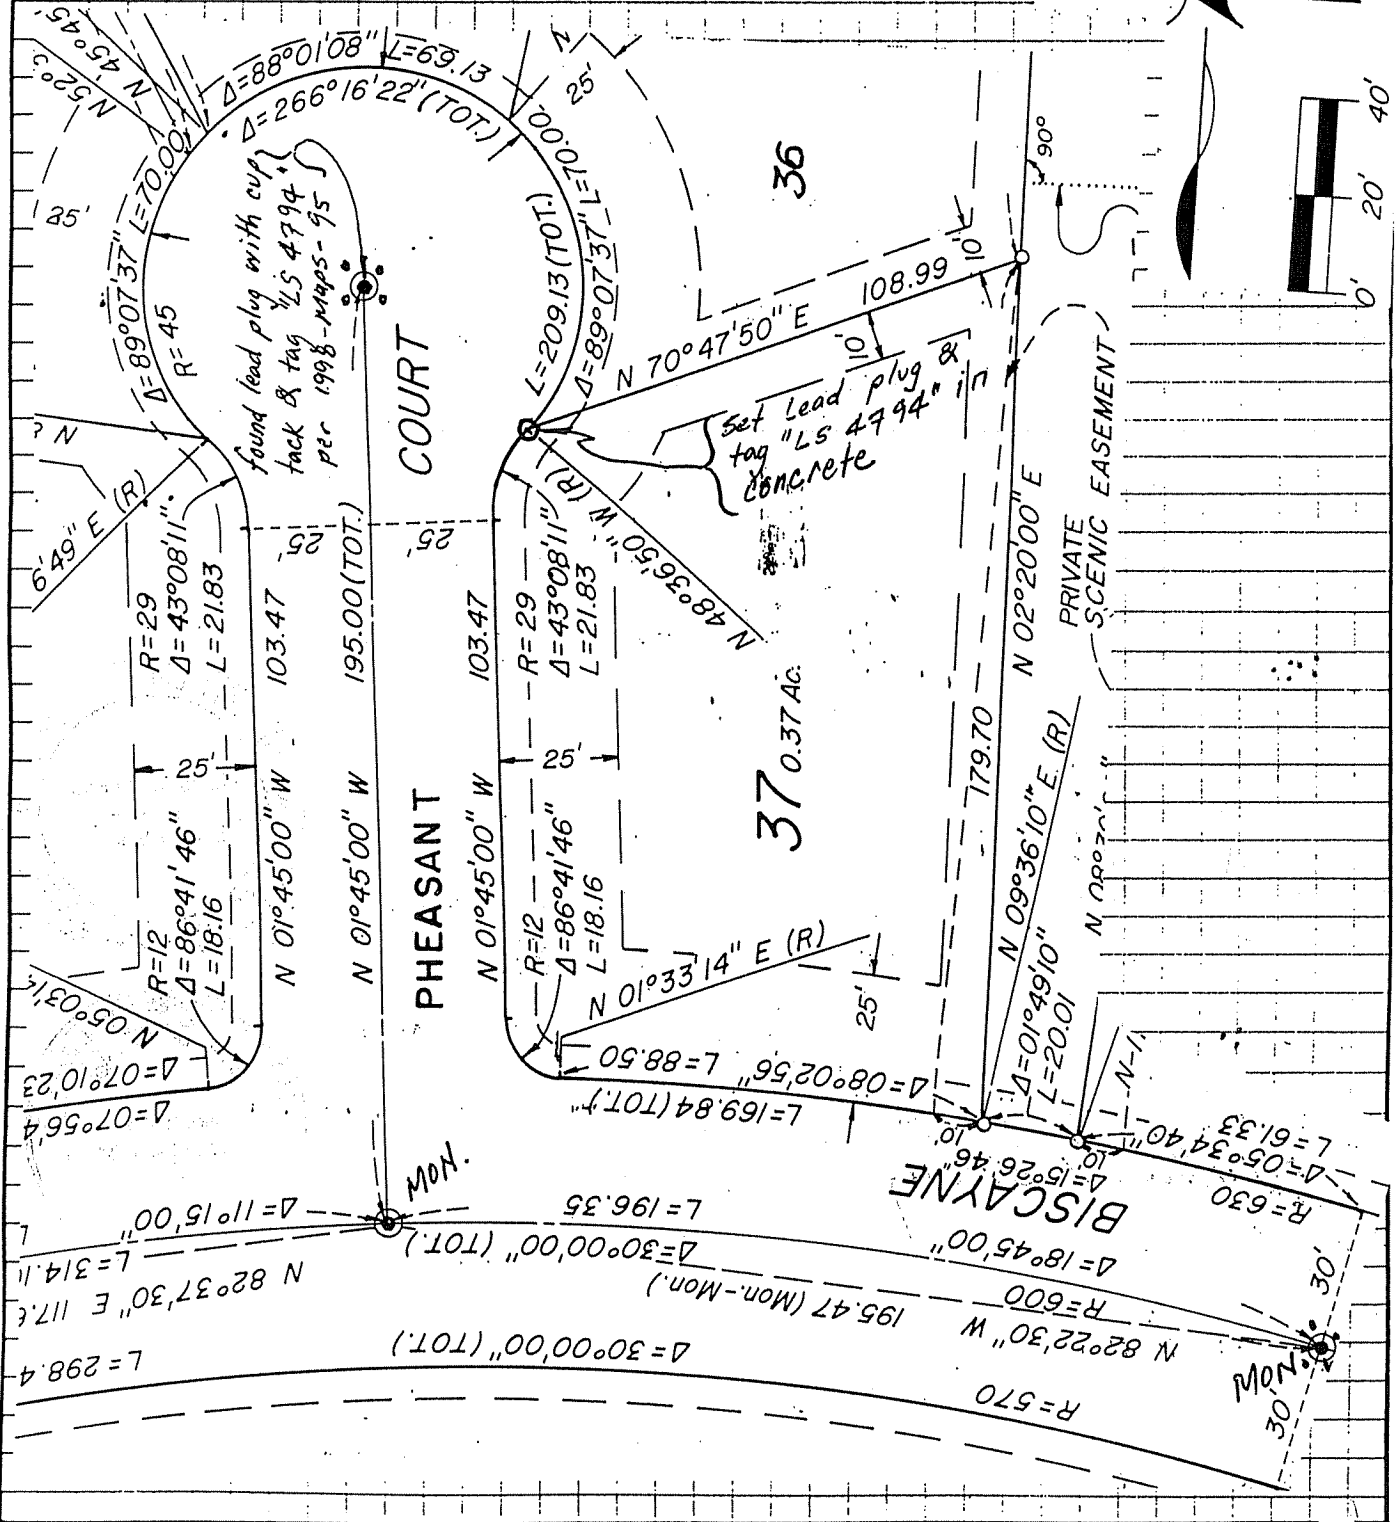 N 52°3
N 45°45'
Δ=88°01'08" L=69.13
Δ=266°16'22" (TOT.)
25'
35'
Δ=89°07'37" L=70.00
R=45
found lead plug with cup
tack & tag "LS 4794"
per 1998-Maps-95
Δ=89°07'37" L=70.00
L=209.13 (TOT.)
36
90°
40'
20'
0'
COURT
N 70°47'50" E
108.99
10'
10'
Set Lead plug &
tag "LS 4794" in
concrete
6'49" E (R)
25'
25'
N 48°36'50" W (R)
R=29
Δ=43°08'11"
L=21.83
103.47
195.00 (TOT.)
103.47
R=29
Δ=43°08'11"
L=21.83
N 02°20'00" E
PRIVATE
SCENIC EASEMENT
25'
25'
37
0.37 Ac.
179.70
N 09°36'10" E (R)
R=12
Δ=86°41'46"
L=18.16
N 01°45'00" W
N 01°45'00" W
PHEASANT
N 01°45'00" W
R=12
Δ=86°41'46"
L=18.16
N 01°33'14" E (R)
25'
Δ=01°49'10"
L=20.01
N 05°03'
Δ=07°10'23
Δ=07°56'4
Δ=08°02'56" L=88.50
L=169.84 (TOT.)
10'
10'
Δ=15°26'46"
Δ=05°34'40"
L=61.33
R=630
BISCAYNE
MON.
Δ=11°15'00"
L=314.1
N 82°37'30" E 117.6
L=196.35
Δ=30°00'00" (TOT.)
195.47 (Mon.-Mon.)
Δ=18°45'00"
R=600
N 82°22'30" W
30'
30'
MON.
L=298.4
Δ=30°00'00" (TOT.)
R=570